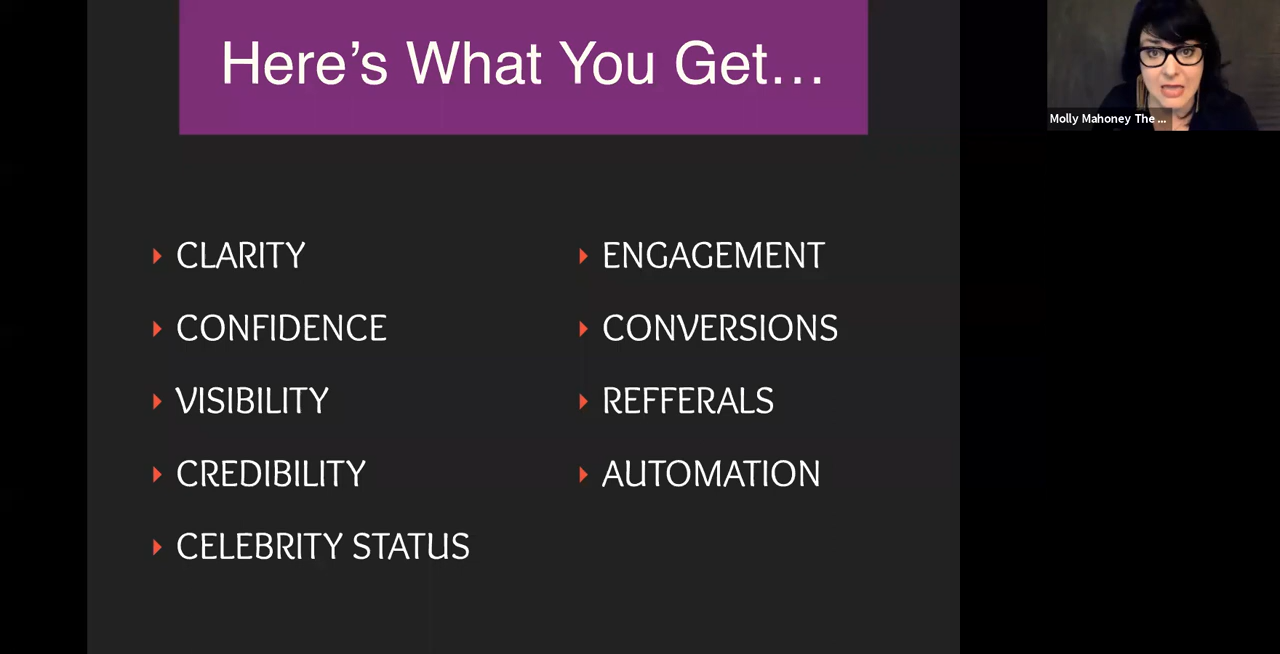 Here's What You Get…
CLARITY
CONFIDENCE
VISIBILITY
CREDIBILITY
CELEBRITY STATUS
ENGAGEMENT
CONVERSIONS
REFFERALS
AUTOMATION
Molly Mahoney The ...